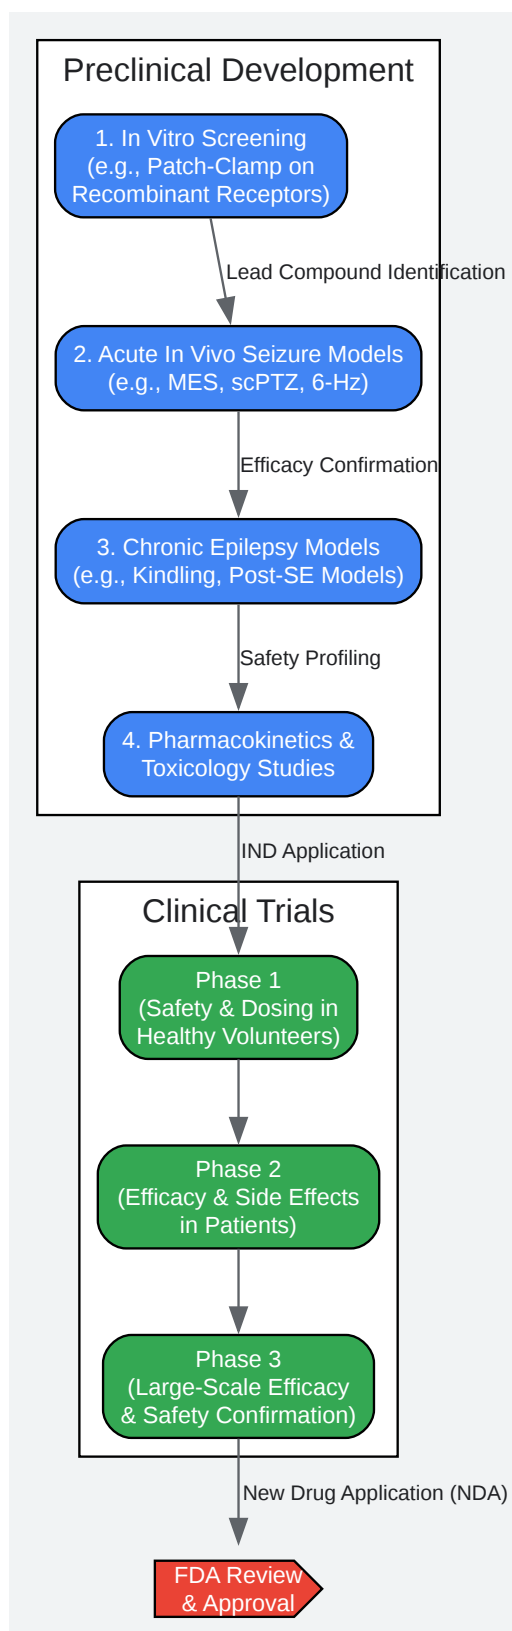 Preclinical Development
1. In Vitro Screening
(e.g., Patch-Clamp on
Recombinant Receptors)
Lead Compound Identification
2. Acute In Vivo Seizure Models
(e.g., MES, scPTZ, 6-Hz)
Efficacy Confirmation
3. Chronic Epilepsy Models
(e.g., Kindling, Post-SE Models)
Safety Profiling
4. Pharmacokinetics &
Toxicology Studies
IND Application
Clinical Trials
Phase 1
(Safety & Dosing in
Healthy Volunteers)
Phase 2
(Efficacy & Side Effects
in Patients)
Phase 3
(Large-Scale Efficacy
& Safety Confirmation)
New Drug Application (NDA)
FDA Review
& Approval